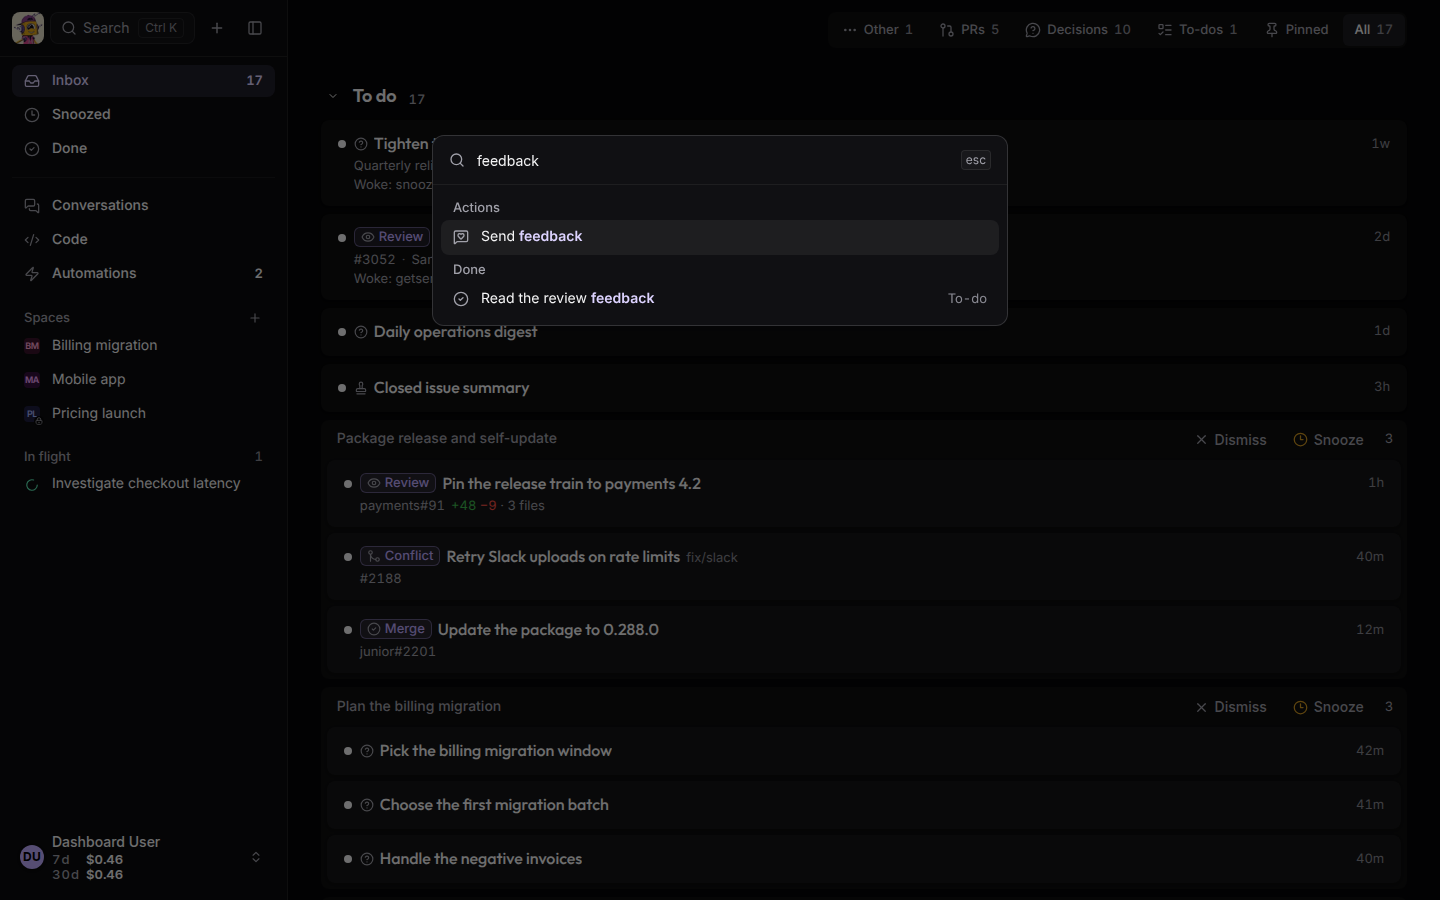 Search Ctrl K
Inbox 17
Snoozed
Done
Conversations
Code
Automations 2
Spaces
BM Billing migration
MA Mobile app
PL Pricing launch
In flight 1
Investigate checkout latency
Dashboard User
DU
7d $0.46
30d $0.46
Other 1 PRs 5 Decisions 10 To-dos 1 Pinned All 17
To do 17
feedback esc
Actions
Send feedback
Done
Read the review feedback To-do
Tighten 1w
Quarterly
Woke:
Review 2d
#3052 ·
Woke:
Daily operations digest 1d
Closed issue summary 3h
Package release and self-update Dismiss Snooze 3
Review Pin the release train to payments 4.2 1h
payments#91 +48 −9 · 3 files
Conflict Retry Slack uploads on rate limits fix/slack 40m
#2188
Merge Update the package to 0.288.0 12m
junior#2201
Plan the billing migration Dismiss Snooze 3
Pick the billing migration window 42m
Choose the first migration batch 41m
Handle the negative invoices 40m